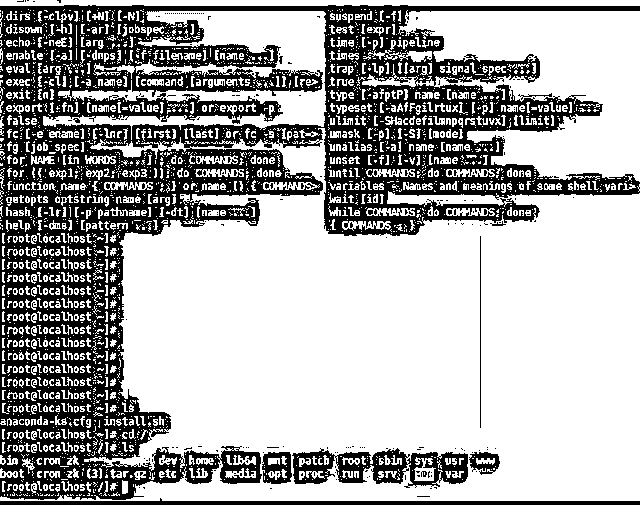 dirs [-clpv] [+N] [-N]
disown [-h] [-ar] [jobspec ...]
echo [-neE] [arg ...]
enable [-a] [-dnps] [-f filename] [name ...]
eval [arg ...]
exec [-cl] [-a name] [command [arguments ...]] [re>
exit [n]
export [-fn] [name[=value] ...] or export -p
false
fc [-e ename] [-lnr] [first] [last] or fc -s [pat=>
fg [job_spec]
for NAME [in WORDS ... ] ; do COMMANDS; done
for (( exp1; exp2; exp3 )); do COMMANDS; done
function name { COMMANDS ; } or name () { COMMANDS>
getopts optstring name [arg]
hash [-lr] [-p pathname] [-dt] [name ...]
help [-dms] [pattern ...]
suspend [-f]
test [expr]
time [-p] pipeline
times
trap [-lp] [[arg] signal_spec ...]
true
type [-afptP] name [name ...]
typeset [-aAfFgilrtux] [-p] name[=value] ...
ulimit [-SHacdefilmnpqrstuvx] [limit]
umask [-p] [-S] [mode]
unalias [-a] name [name ...]
unset [-f] [-v] [name ...]
until COMMANDS; do COMMANDS; done
variables - Names and meanings of some shell vari>
wait [id]
while COMMANDS; do COMMANDS; done
{ COMMANDS ; }
[root@localhost ~]#
[root@localhost ~]#
[root@localhost ~]#
[root@localhost ~]#
[root@localhost ~]#
[root@localhost ~]#
[root@localhost ~]#
[root@localhost ~]#
[root@localhost ~]#
[root@localhost ~]#
[root@localhost ~]#
[root@localhost ~]#
[root@localhost ~]#
[root@localhost ~]# ls
anaconda-ks.cfg install.sh
[root@localhost ~]# cd /
[root@localhost /]# ls
bin cron_zk dev home lib64 mnt patch root sbin sys usr www
boot cron_zk (3).tar.gz etc lib media opt proc run srv tmp var
[root@localhost /]#